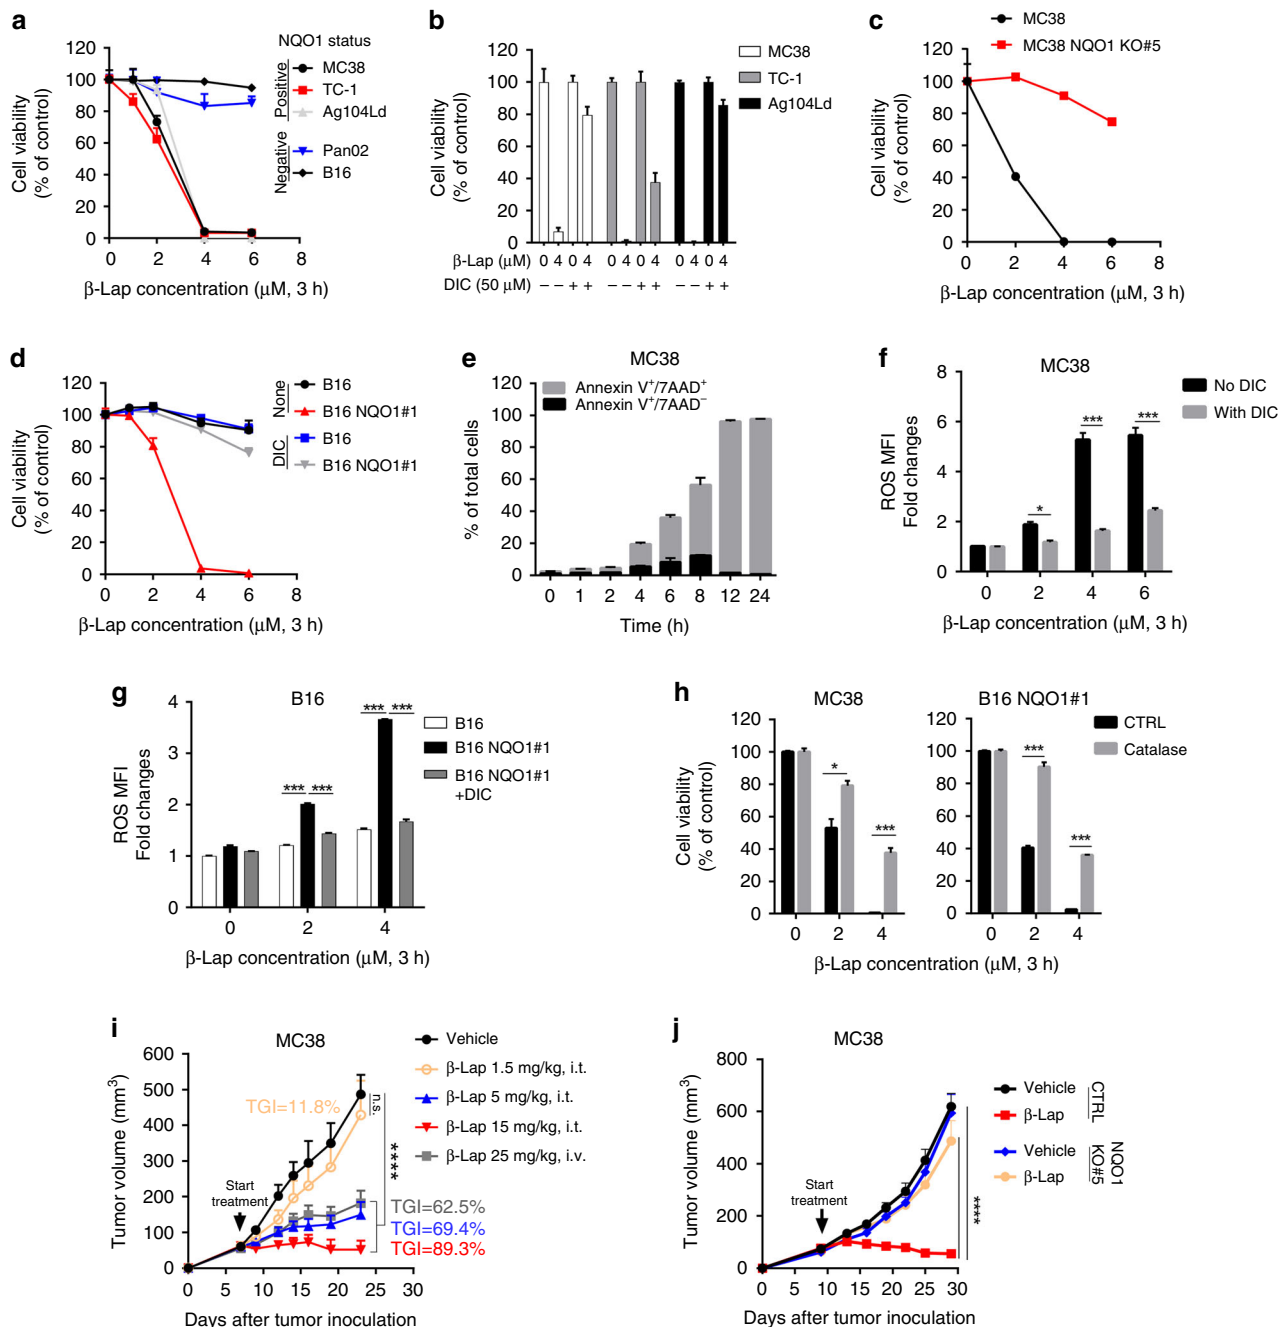 a
NQO1 status
Positive
MC38
TC-1
Ag104Ld
Negative
Pan02
B16
Cell viability
(% of control)
120
100
80
60
40
20
0
0 2 4 6 8
β-Lap concentration (μM, 3 h)
b
MC38
TC-1
Ag104Ld
Cell viability
(% of control)
120
100
80
60
40
20
0
β-Lap (μM) 0 4 0 4 0 4 0 4 0 4 0 4
DIC (50 μM) – – + + – – + + – – + +
c
MC38
MC38 NQO1 KO#5
Cell viability
(% of control)
120
100
80
60
40
20
0
0 2 4 6 8
β-Lap concentration (μM, 3 h)
d
None
B16
B16 NQO1#1
DIC
B16
B16 NQO1#1
Cell viability
(% of control)
120
100
80
60
40
20
0
0 2 4 6 8
β-Lap concentration (μM, 3 h)
e
MC38
Annexin V+/7AAD+
Annexin V+/7AAD–
% of total cells
120
100
80
60
40
20
0
0 1 2 4 6 8 12 24
Time (h)
f
MC38
No DIC
With DIC
ROS MFI
Fold changes
8
6
4
2
0
* *** ***
0 2 4 6
β-Lap concentration (μM, 3 h)
g
B16
B16
B16 NQO1#1
B16 NQO1#1
+DIC
ROS MFI
Fold changes
4
3
2
1
0
*** *** *** ***
0 2 4
β-Lap concentration (μM, 3 h)
h
MC38
B16 NQO1#1
CTRL
Catalase
Cell viability
(% of control)
120
100
80
60
40
20
0
* ***
0 2 4
120
100
80
60
40
20
0
*** ***
0 2 4
β-Lap concentration (μM, 3 h)
i
MC38
Vehicle
β-Lap 1.5 mg/kg, i.t.
β-Lap 5 mg/kg, i.t.
β-Lap 15 mg/kg, i.t.
β-Lap 25 mg/kg, i.v.
Tumor volume (mm3)
600
500
400
300
200
100
0
TGI=11.8%
n.s.
****
Start
treatment
TGI=62.5%
TGI=69.4%
TGI=89.3%
0 5 10 15 20 25 30
Days after tumor inoculation
j
MC38
Vehicle
β-Lap
CTRL
Vehicle
β-Lap
NQO1
KO#5
Tumor volume (mm3)
800
600
400
200
0
Start
treatment
****
0 5 10 15 20 25 30
Days after tumor inoculation